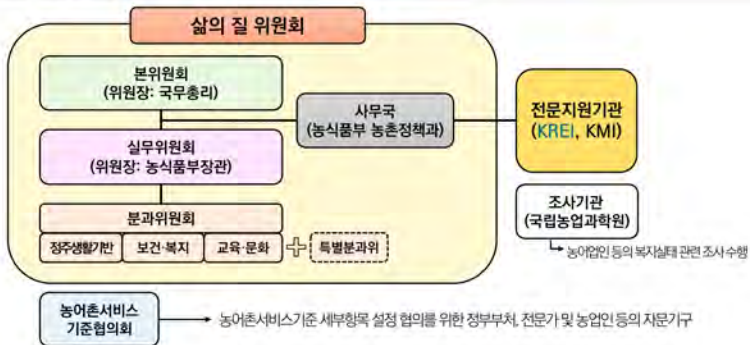 삶의 질 위원회
본위원회
(위원장: 국무총리)
사무국
(농식품부 농촌정책과)
전문지원기관
(KREI, KMI)
실무위원회
(위원장: 농식품부장관)
조사기관
(국립농업과학원)
농어업인 등의 복지실태 관련 조사 수행
분과위원회
정주생활기반 보건·복지 교육·문화 + 특별분과위
농어촌서비스
기준협의회
농어촌서비스기준 세부항목 설정 협의를 위한 정부부처, 전문가 및 농업인 등의 자문기구